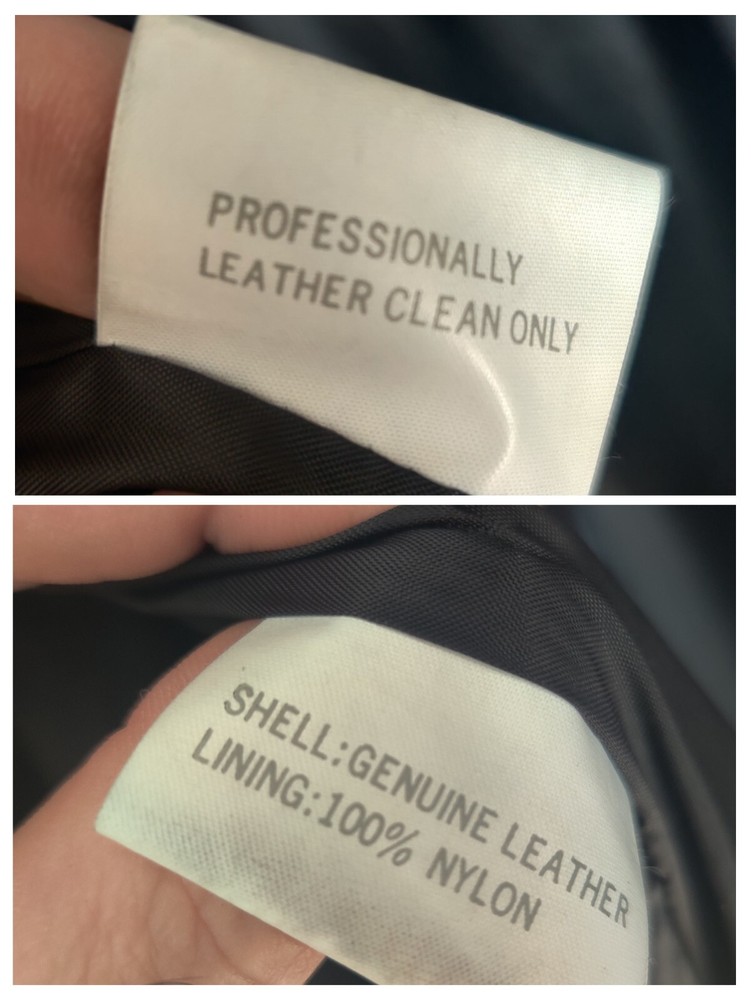 PROFESSIONALLY
LEATHER CLEAN ONLY
SHELL:GENUINE LEATHER
LINING:100% NYLON